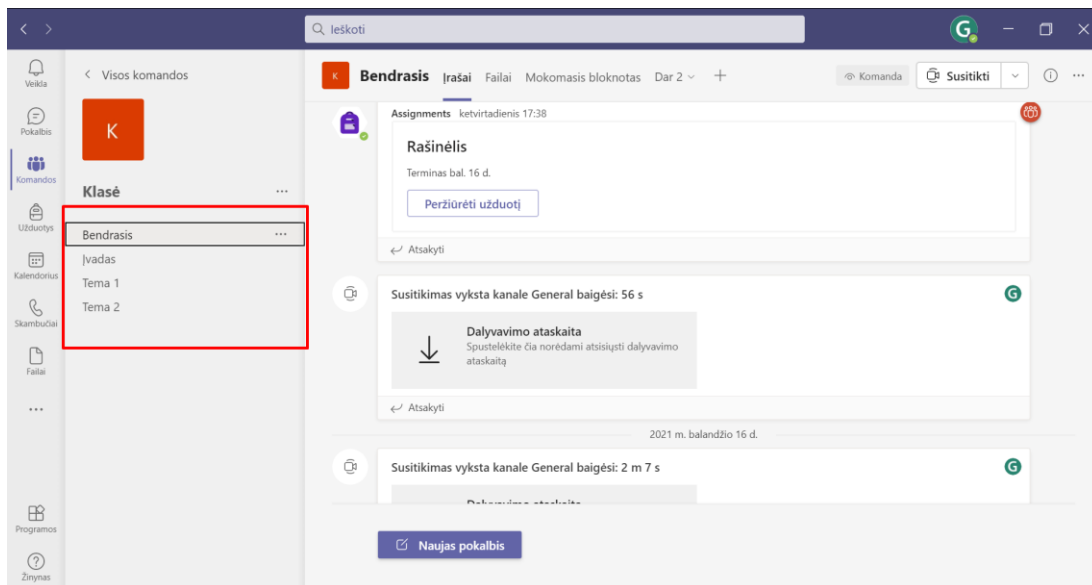 Ieškoti
G
Veikla
Pokalbis
Komandos
Užduotys
Kalendorius
Skambučiai
Failai
Programos
Žinynas
Visos komandos
K
Klasė
Bendrasis
Įvadas
Tema 1
Tema 2
K Bendrasis Įrašai Failai Mokomasis bloknotas Dar 2 Komanda Susitikti
Assignments ketvirtadienis 17:38
Rašinėlis
Terminas bal. 16 d.
Peržiūrėti užduotį
Atsakyti
Susitikimas vyksta kanale General baigėsi: 56 s G
Dalyvavimo ataskaita
Spustelėkite čia norėdami atsisiųsti dalyvavimo
ataskaitą
Atsakyti
2021 m. balandžio 16 d.
Susitikimas vyksta kanale General baigėsi: 2 m 7 s G
Dalyvavimo ataskaita
Naujas pokalbis